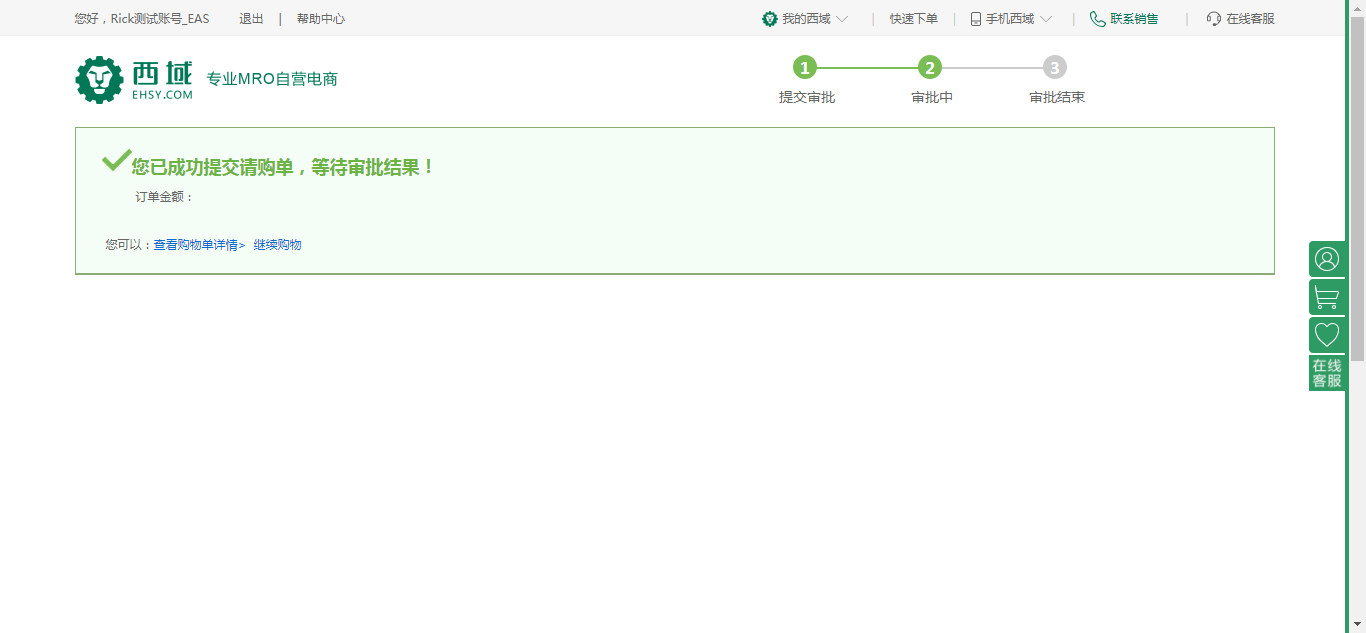 您好，Rick测试账号_EAS 退出 | 帮助中心 我的西域 | 快速下单 | 手机西域 | 联系销售 | 在线客服
西域 EHSY.COM 专业MRO自营电商
1 2 3
提交审批 审批中 审批结束
您已成功提交请购单，等待审批结果！
订单金额：
您可以：查看购物单详情> 继续购物
在线
客服